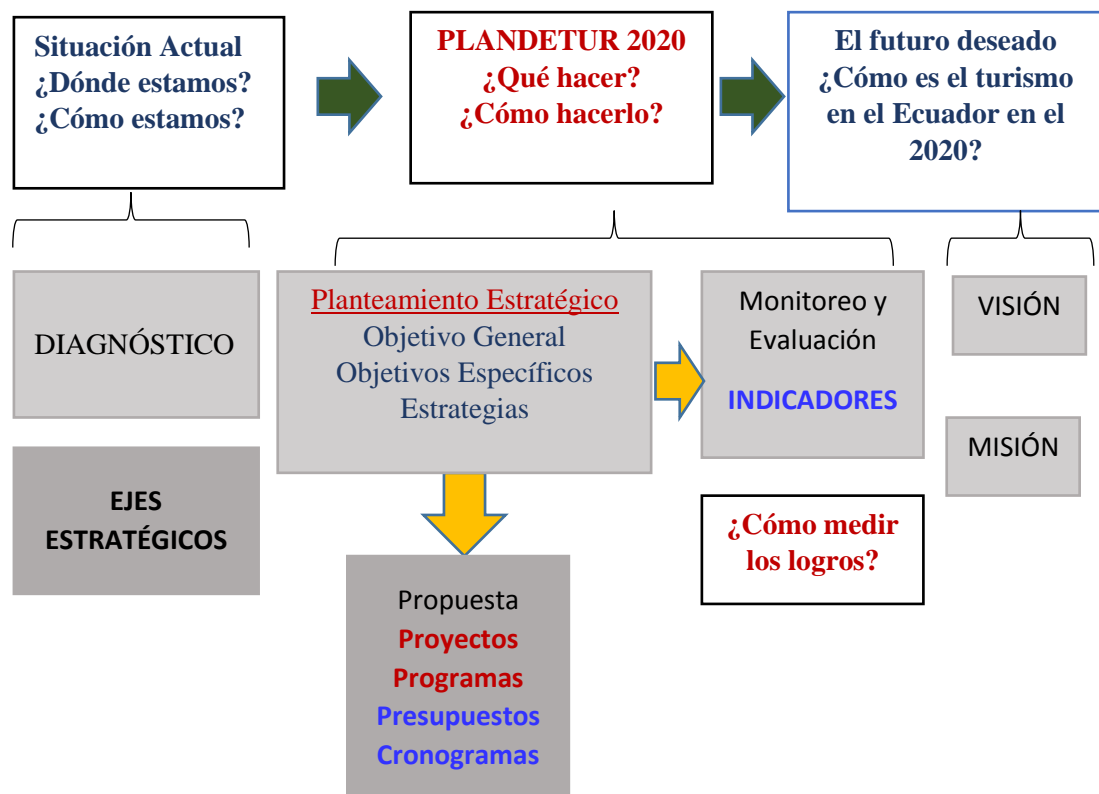 Situación Actual
¿Dónde estamos?
¿Cómo estamos?
PLANDETUR 2020
¿Qué hacer?
¿Cómo hacerlo?
El futuro deseado
¿Cómo es el turismo
en el Ecuador en el
2020?
DIAGNÓSTICO
EJES
ESTRATÉGICOS
Planteamiento Estratégico
Objetivo General
Objetivos Específicos
Estrategias
Propuesta
Proyectos
Programas
Presupuestos
Cronogramas
Monitoreo y
Evaluación
INDICADORES
¿Cómo medir
los logros?
VISIÓN
MISIÓN